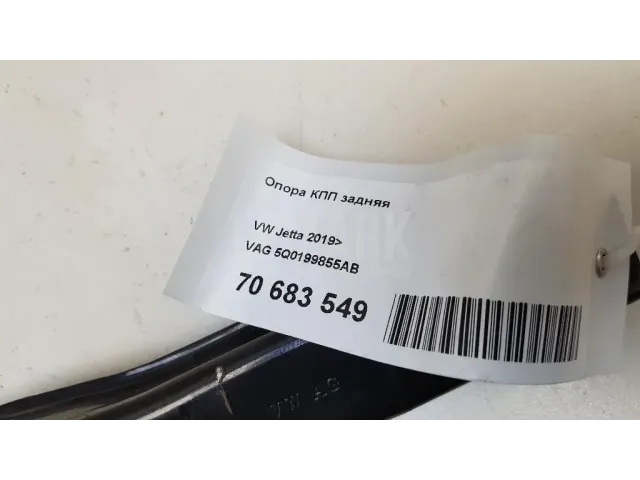 Опора КПП задняя
VW Jetta 2019>
VAG 5Q0199855AB
70 683 549
VW AG